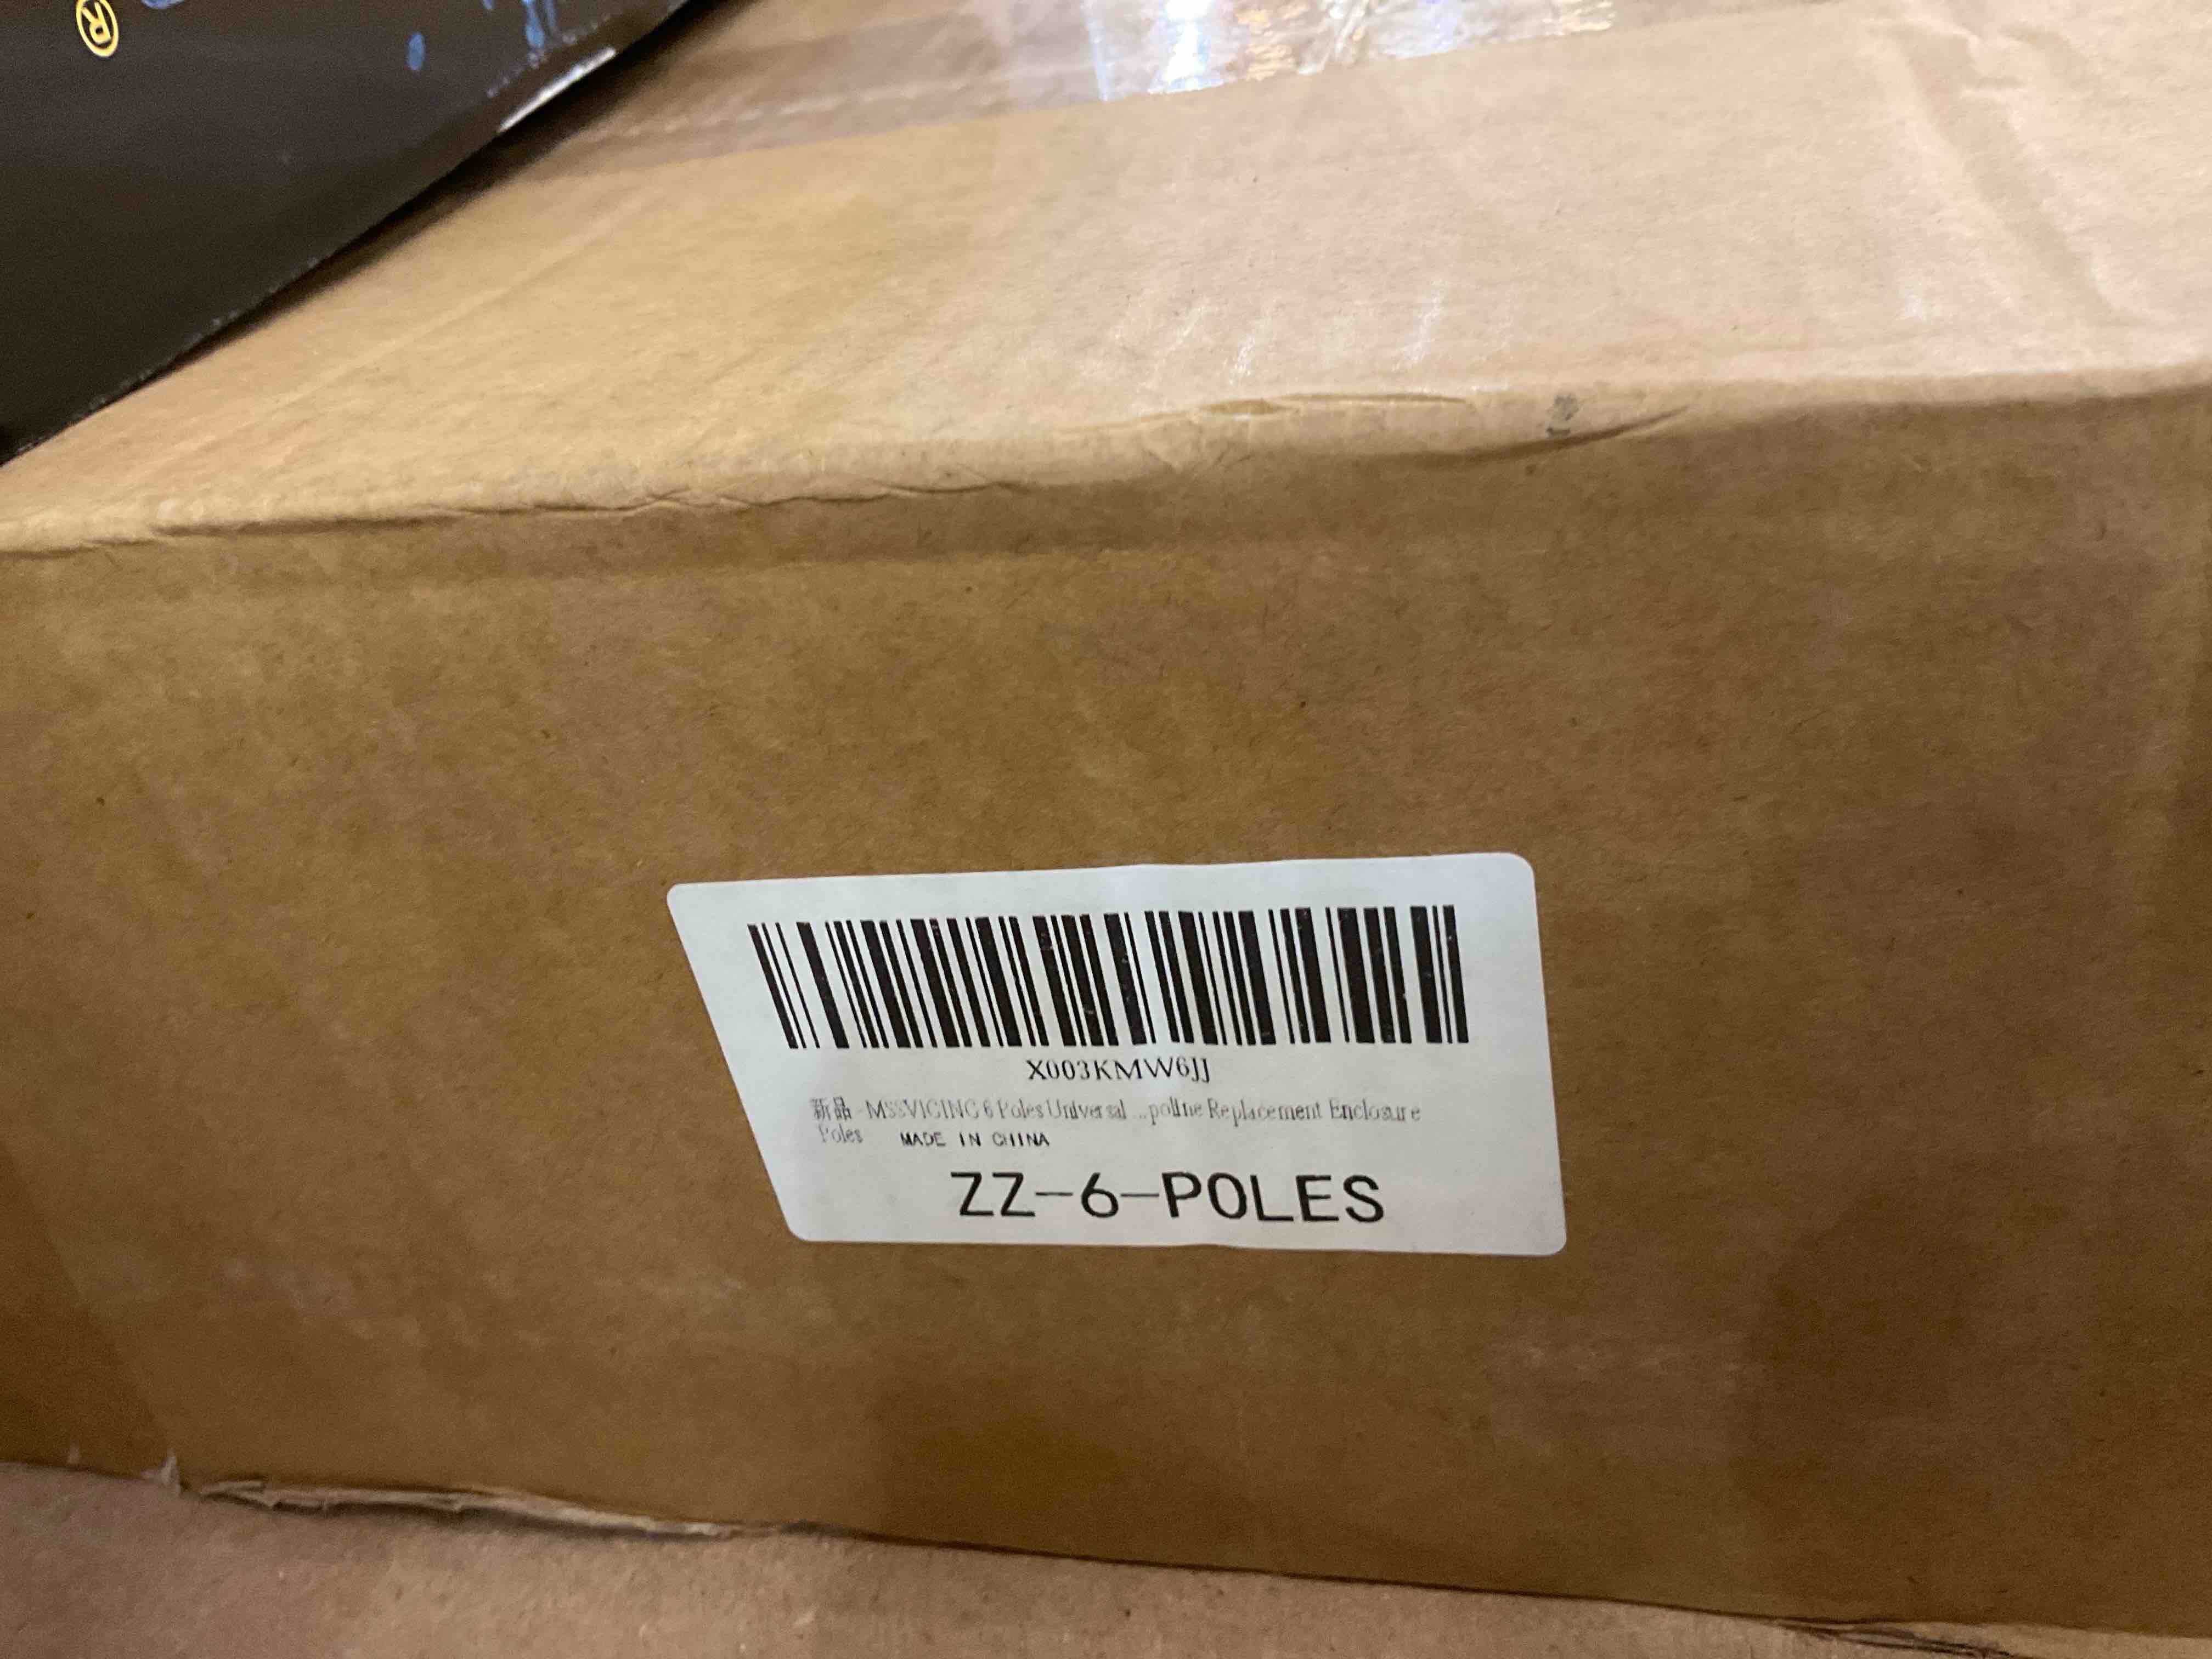 ®
X003KMW6JJ
新品 - MSSVICING 6 Poles Universal ...poline Replacement Enclosure
Poles MADE IN CHINA
ZZ-6-POLES